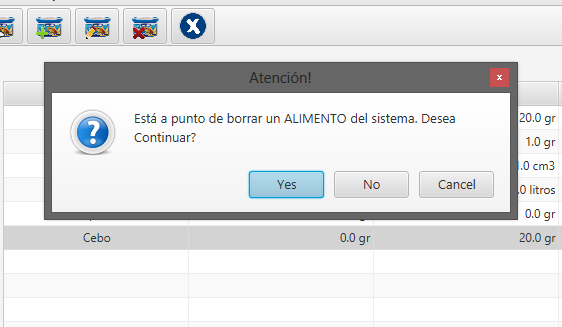 Atención!
x
20.0 gr
Está a punto de borrar un ALIMENTO del sistema. Desea
Continuar?
1.0 gr
.0 cm3
.0 litros
Yes
No
Cancel
0.0 gr
Cebo
0.0 gr
20.0 gr